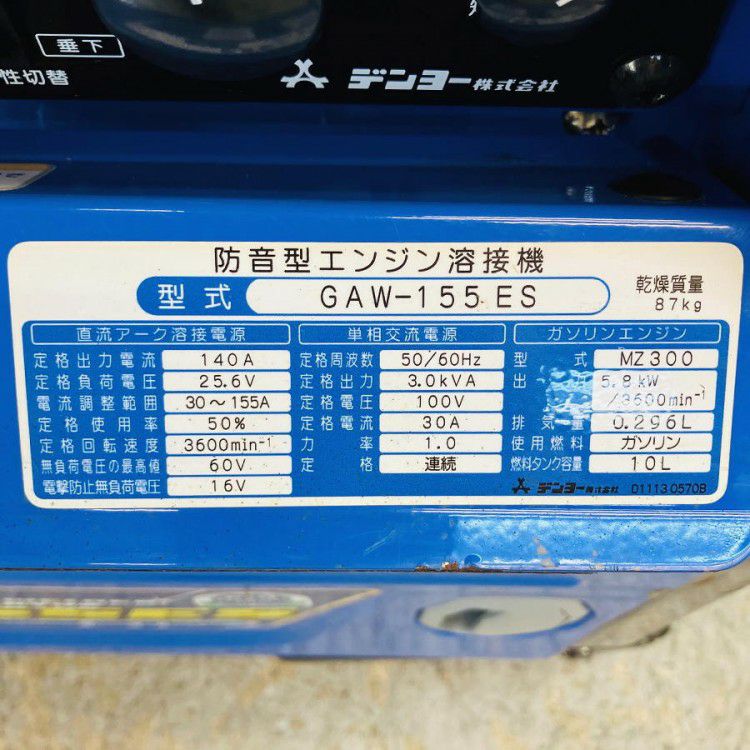 垂下
性切替
デンヨー株式会社
防音型エンジン溶接機
型式 GAW-155ES
乾燥質量
87kg
直流アーク溶接電源
定格出力電流 140A
定格負荷電圧 25.6V
電流調整範囲 30～155A
定格使用率 50%
定格回転速度 3600min⁻¹
無負荷電圧の最高値 60V
電撃防止無負荷電圧 16V
単相交流電源
定格周波数 50/60Hz
定格出力 3.0kVA
定格電圧 100V
定格電流 30A
力率 1.0
定格 連続
ガソリンエンジン
型式 MZ300
出力 5.8kW
/3600min⁻¹
排気量 0.296L
使用燃料 ガソリン
燃料タンク容量 10L
デンヨー株式会社 011130570B